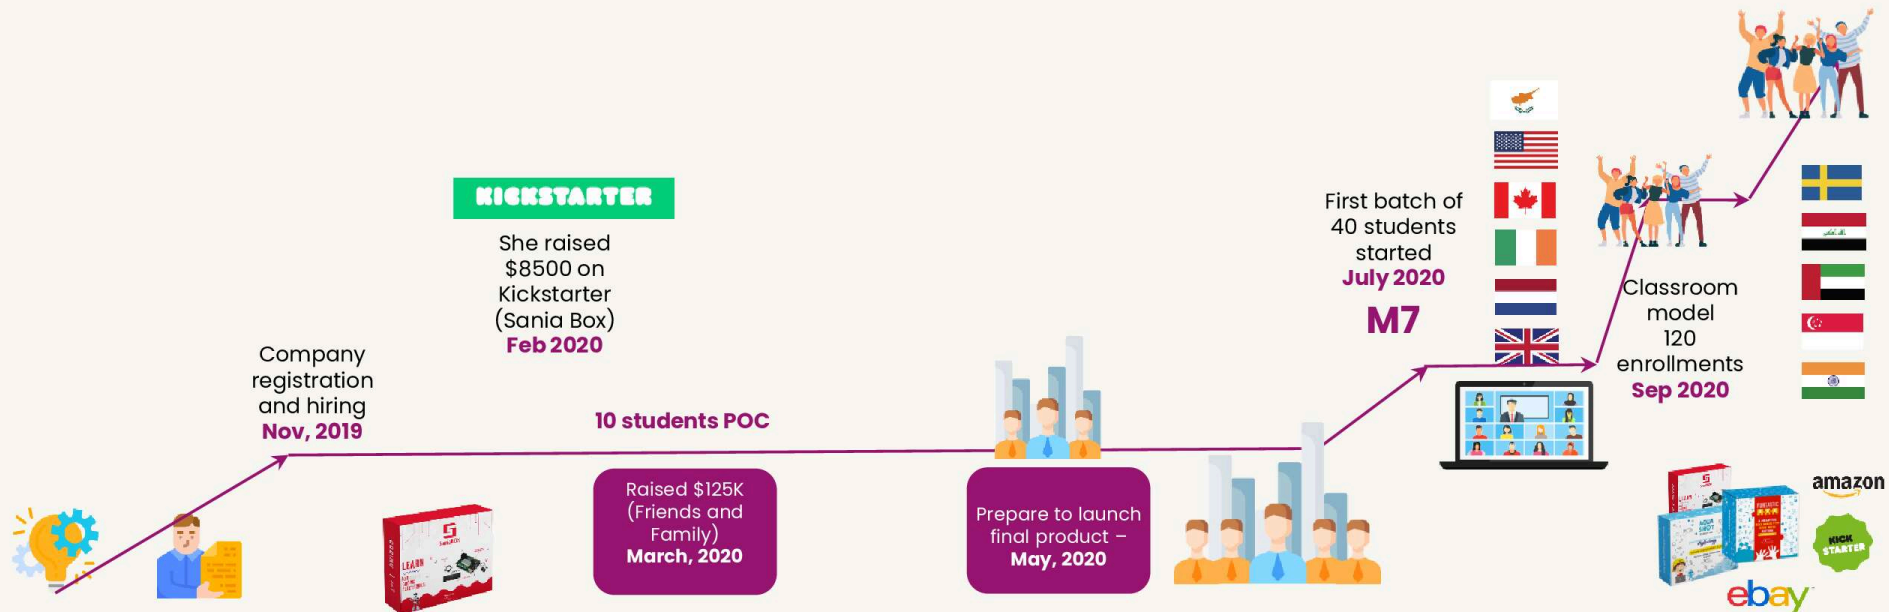 Company
registration
and hiring
Nov, 2019
KICKSTARTER
She raised
$8500 on
Kickstarter
(Sania Box)
Feb 2020
10 students POC
LEARN
Raised $125K
(Friends and
Family)
March, 2020
Prepare to launch
final product –
May, 2020
First batch of
40 students
started
July 2020
M7
Classroom
model
120
enrollments
Sep 2020
amazon
KICK
STARTER
ebay